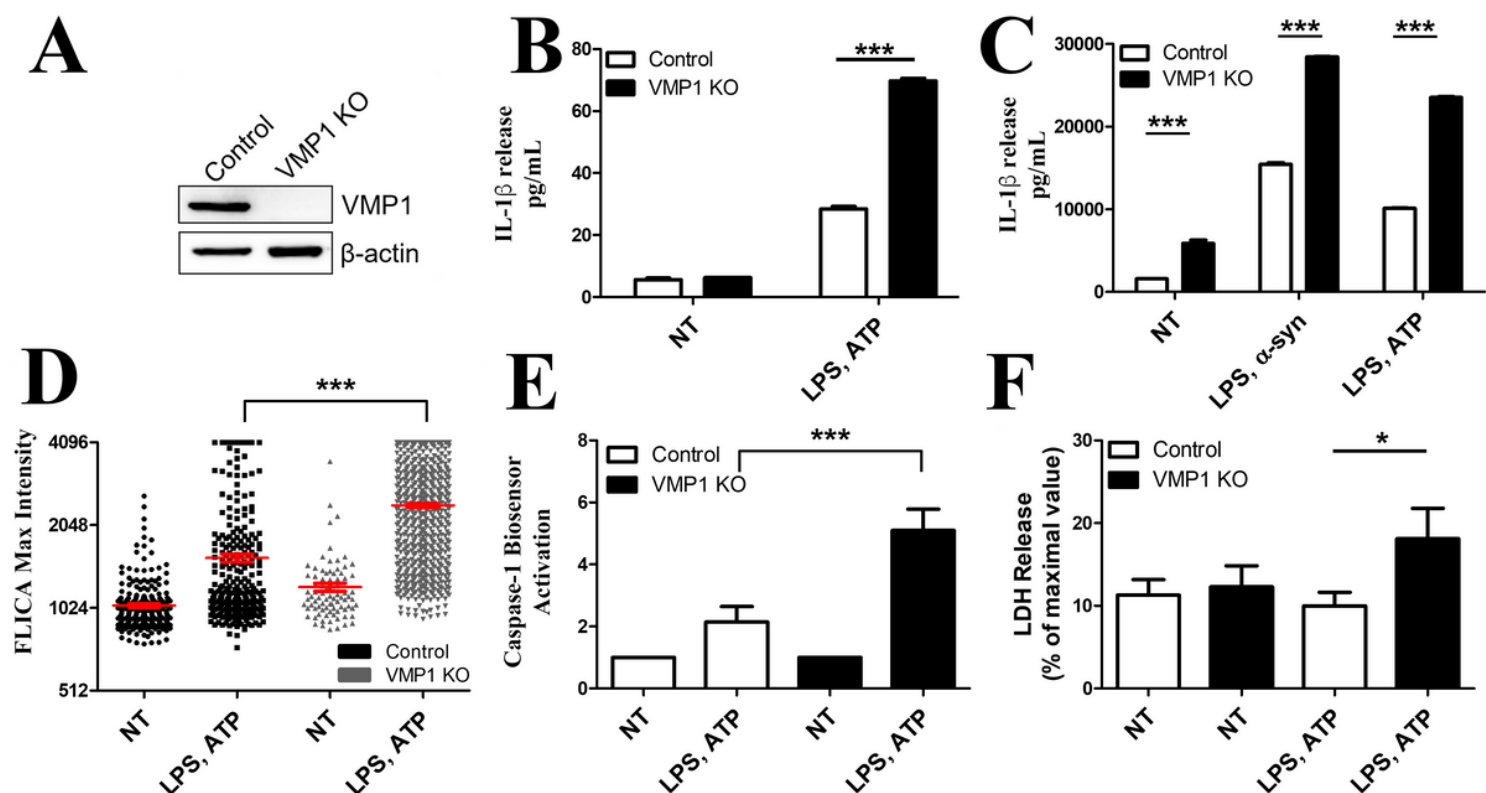 A
Control
VMP1 KO
VMP1
β-actin
B
IL-1β release
pg/mL
80
60
40
20
0
Control
VMP1 KO
***
NT
LPS, ATP
C
IL-1β release
pg/mL
30000
20000
10000
0
Control
VMP1 KO
***
***
***
NT
LPS, α-syn
LPS, ATP
D
FLICA Max Intensity
4096
2048
1024
512
***
Control
VMP1 KO
NT
LPS, ATP
NT
LPS, ATP
E
Caspase-1 Biosensor
Activation
8
6
4
2
0
Control
VMP1 KO
***
NT
LPS, ATP
NT
LPS, ATP
F
LDH Release
(% of maximal value)
30
20
10
0
Control
VMP1 KO
*
NT
NT
LPS, ATP
LPS, ATP